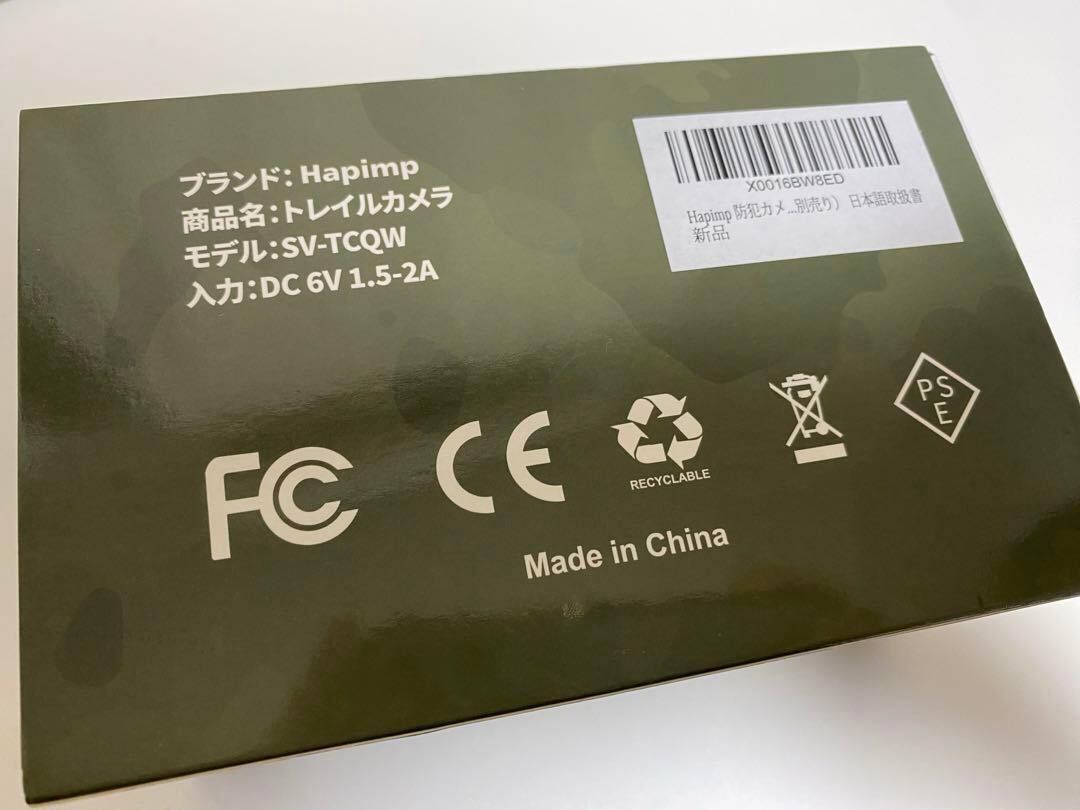 ブランド: Hapimp
商品名:トレイルカメラ
モデル:SV-TCQW
入力:DC 6V 1.5-2A
X0016BW8ED
Hapimp 防犯カメ...別売り） 日本語取扱書
新品
FC
CE
RECYCLABLE
PSE
Made in China